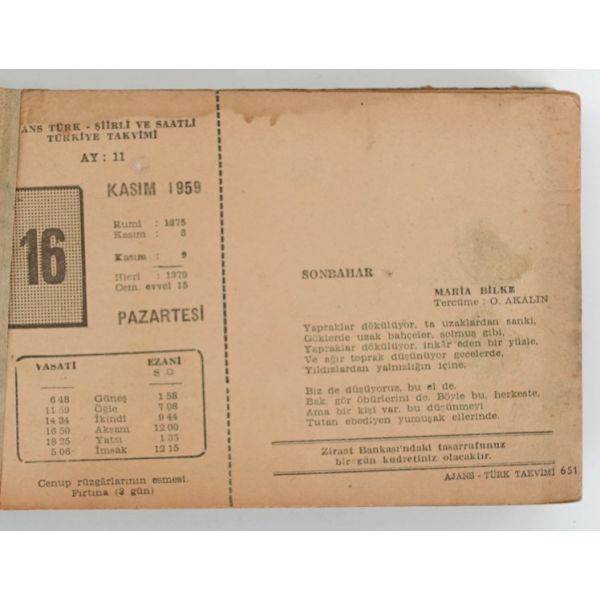 ANS TÜRK - ŞİİRLİ VE SAATLİ
TÜRKİYE TAKVİMİ
AY : 11
KASIM 1959
16
Rumî : 1375
Kasım : 3
Kasım : 9
Hicri : 1379
Cem. evvel 15
PAZARTESİ
VASATİ EZANİ
S D
6 48 Güneş 1 58
11 59 Öğle 7 08
14 34 İkindi 9 44
16 50 Akşam 12 00
18 25 Yatsı 1 35
5 06 İmsak 12 15
Cenup rüzgârlarının esmesi.
Fırtına (3 gün)
SONBAHAR
MARİA BİLKE
Tercüme : O. AKALIN
Yapraklar dökülüyor, ta uzaklardan sanki,
Göklerde uzak bahçeler, solmuş gibi,
Yapraklar dökülüyor, inkâr eden bir yüzle,
Ve ağır toprak düşünüyor gecelerde,
Yıldızlardan yalnızlığın içine.
Biz de düşüyoruz, bu el de.
Bak, gör öbürlerini de, Böyle bu, herkeste,
Ama bir kişi var, bu düşünmeyi
Tutan ebediyen yumuşak ellerinde.
Ziraat Bankası'ndaki tasarrufunuz
bir gün kudretiniz olacaktır.
AJANS - TÜRK TAKVİMİ 651